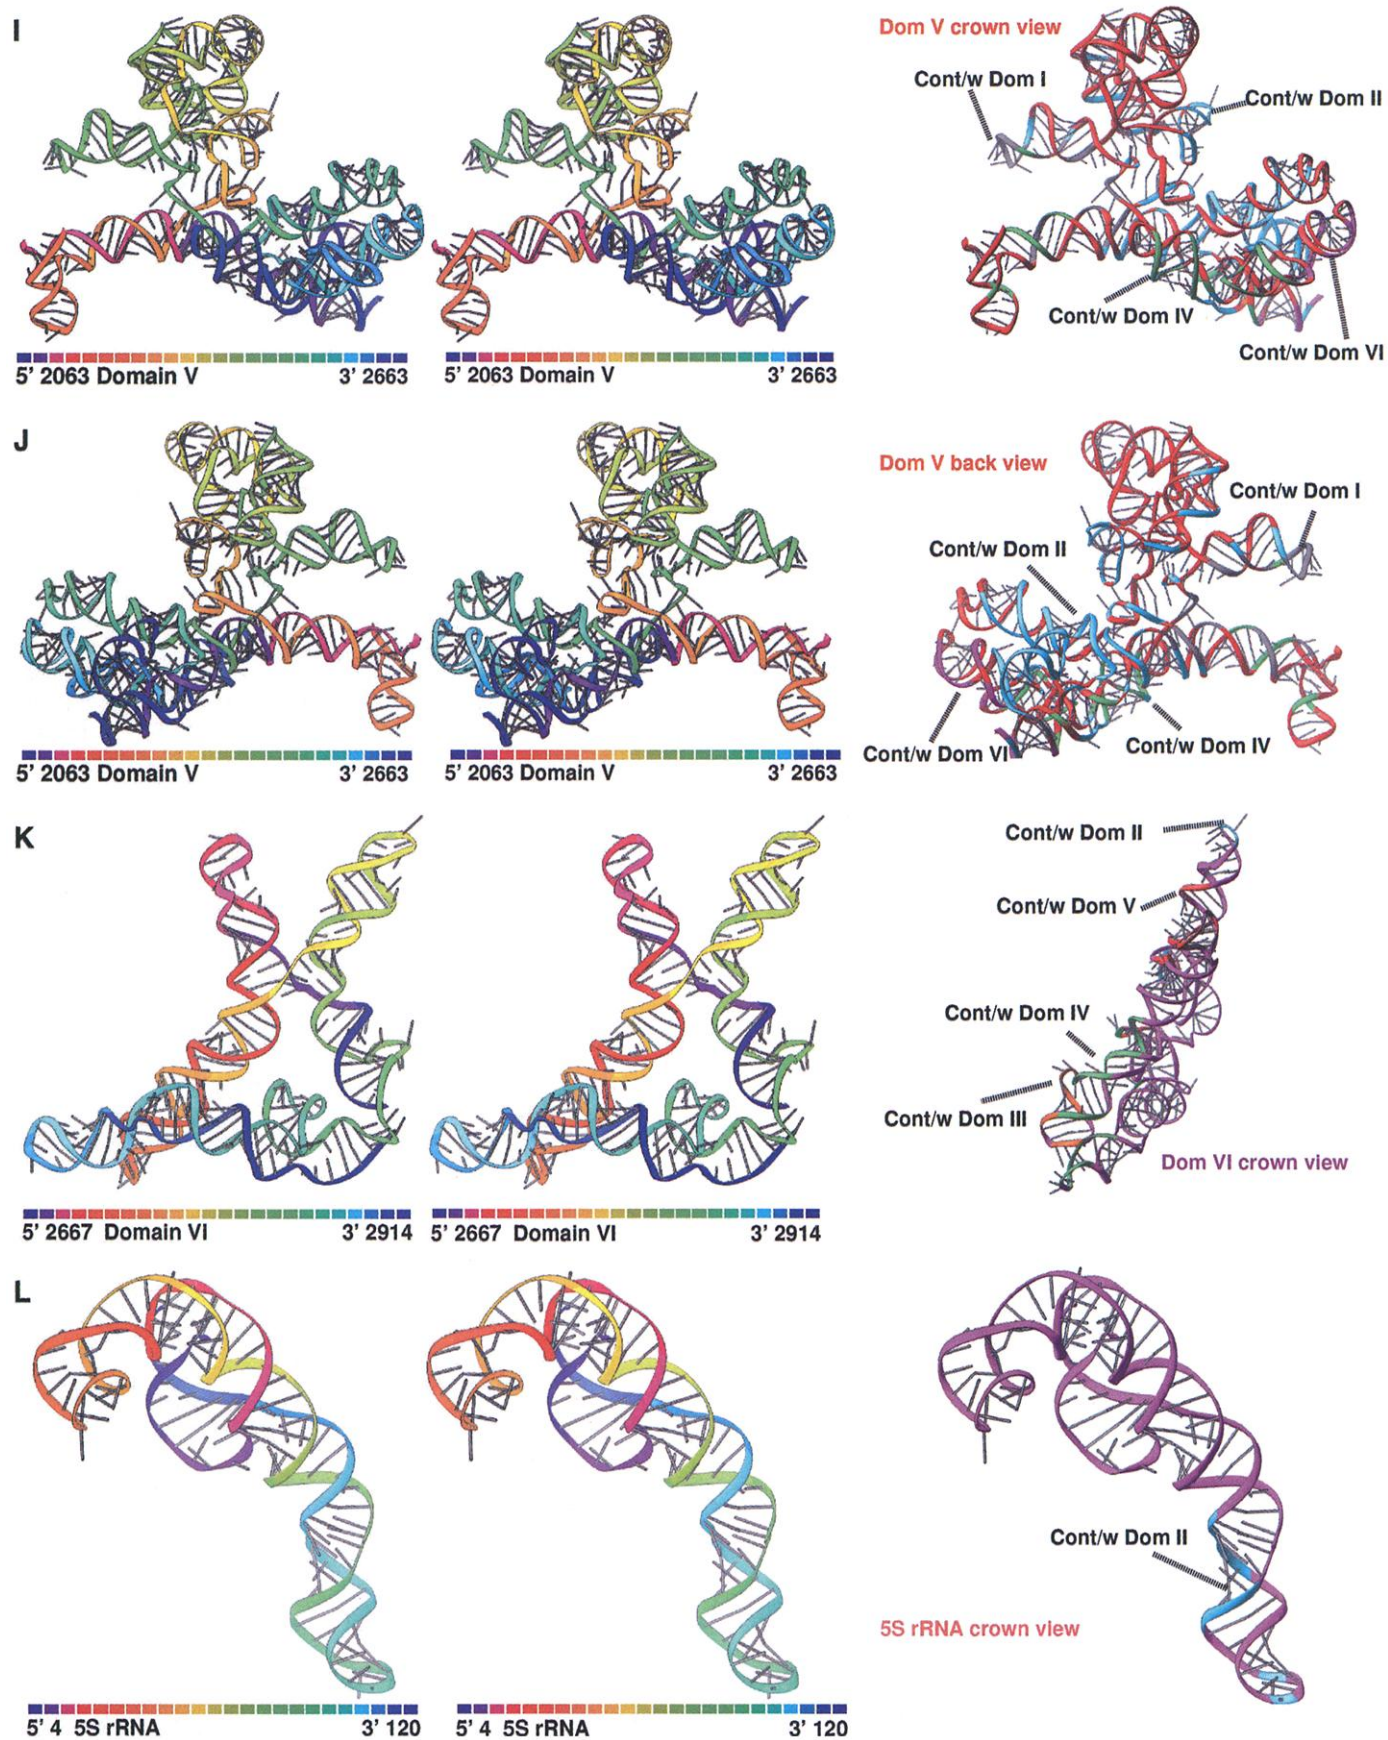 I
Dom V crown view
Cont/w Dom I
Cont/w Dom II
Cont/w Dom IV
Cont/w Dom VI
5’ 2063 Domain V 3’ 2663
5’ 2063 Domain V 3’ 2663
J
Dom V back view
Cont/w Dom I
Cont/w Dom II
Cont/w Dom VI
Cont/w Dom IV
5’ 2063 Domain V 3’ 2663
5’ 2063 Domain V 3’ 2663
K
Cont/w Dom II
Cont/w Dom V
Cont/w Dom IV
Cont/w Dom III
Dom VI crown view
5’ 2667 Domain VI 3’ 2914
5’ 2667 Domain VI 3’ 2914
L
Cont/w Dom II
5S rRNA crown view
5’ 4 5S rRNA 3’ 120
5’ 4 5S rRNA 3’ 120